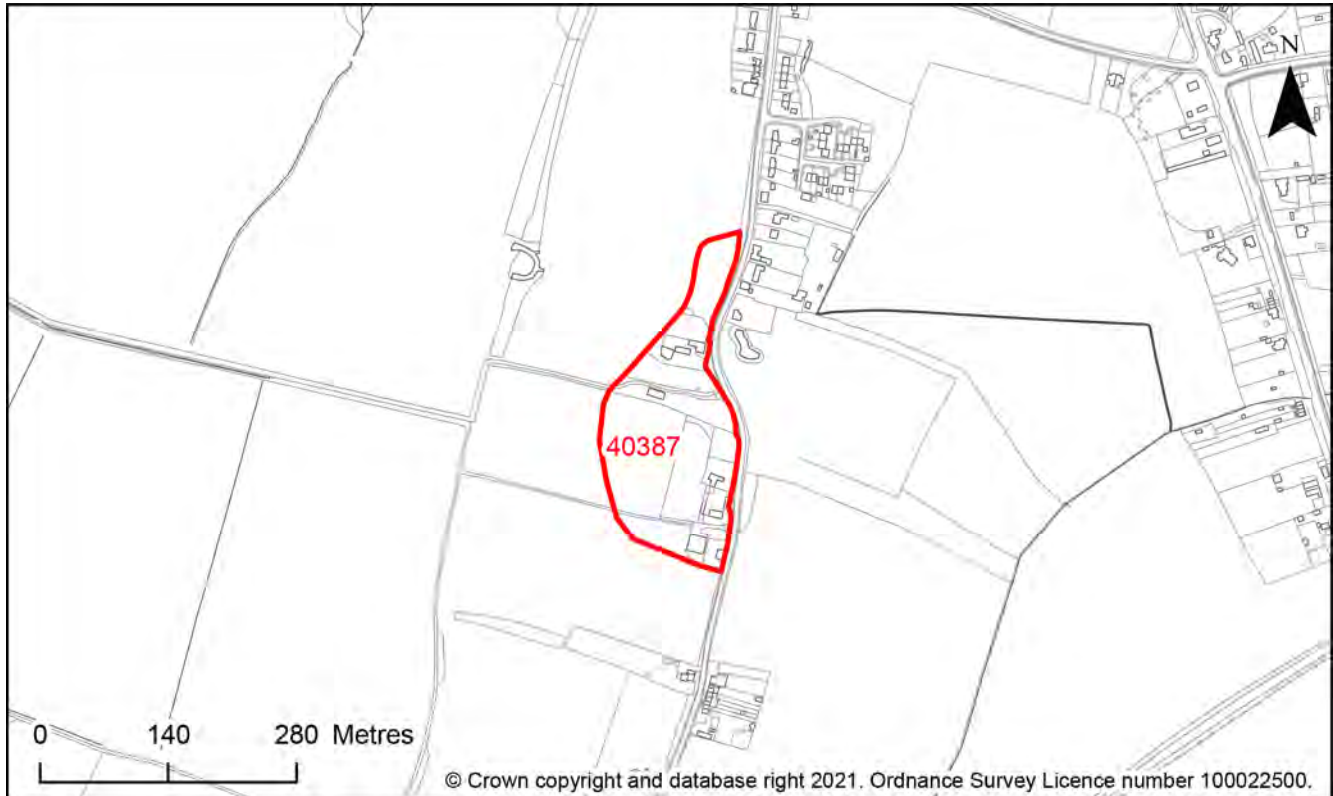 N
40387
0 140 280 Metres
© Crown copyright and database right 2021. Ordnance Survey Licence number 100022500.